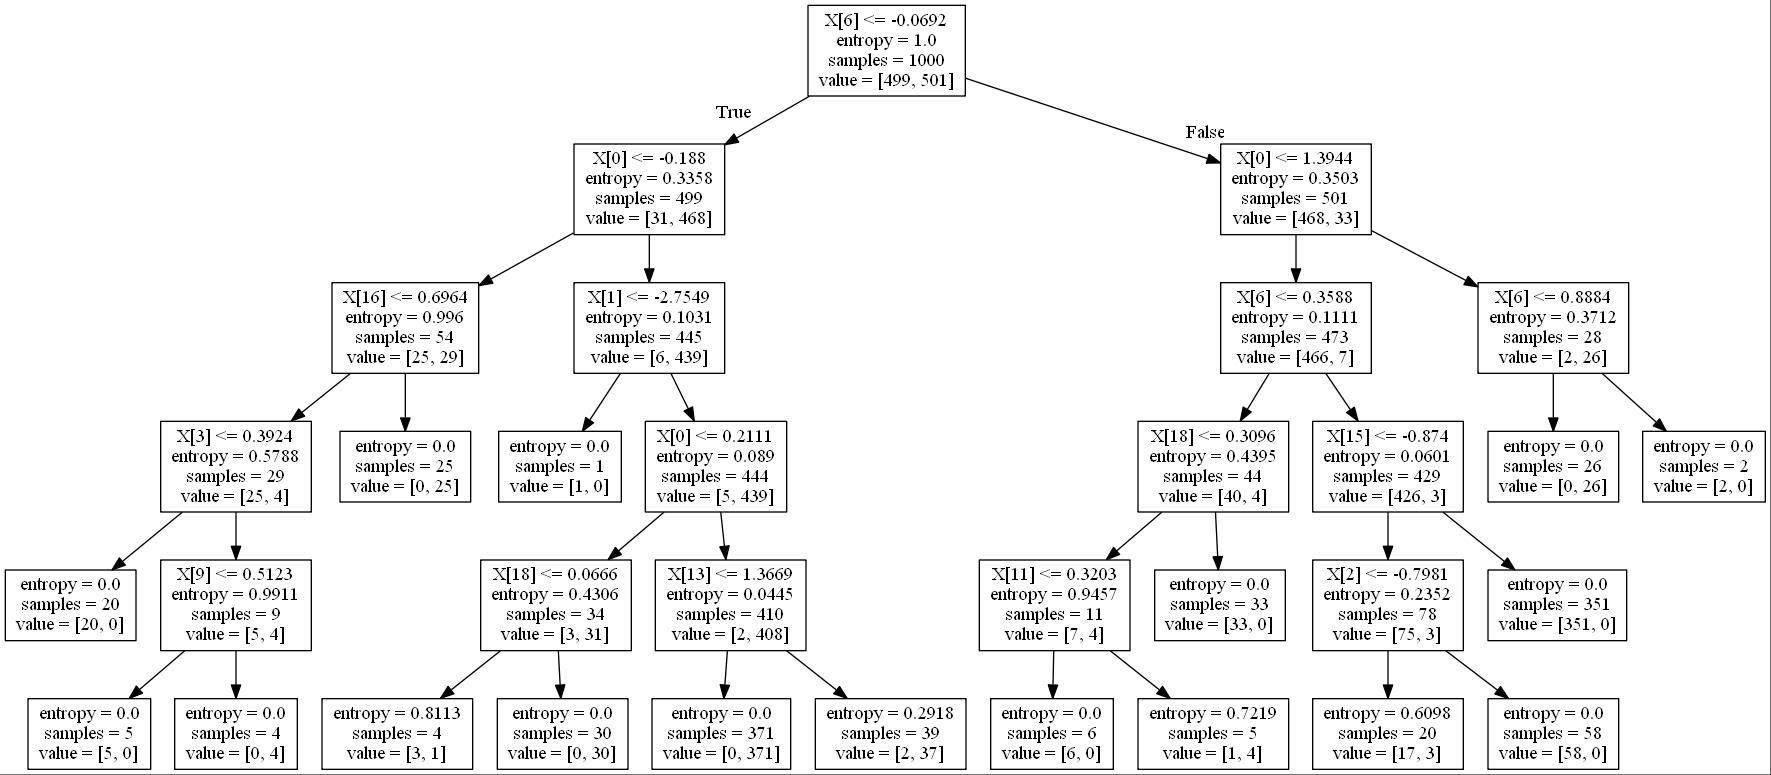 X[6] <= -0.0692
entropy = 1.0
samples = 1000
value = [499, 501]
True
False
X[0] <= -0.188
entropy = 0.3358
samples = 499
value = [31, 468]
X[0] <= 1.3944
entropy = 0.3503
samples = 501
value = [468, 33]
X[16] <= 0.6964
entropy = 0.996
samples = 54
value = [25, 29]
X[1] <= -2.7549
entropy = 0.1031
samples = 445
value = [6, 439]
X[6] <= 0.3588
entropy = 0.1111
samples = 473
value = [466, 7]
X[6] <= 0.8884
entropy = 0.3712
samples = 28
value = [2, 26]
X[3] <= 0.3924
entropy = 0.5788
samples = 29
value = [25, 4]
entropy = 0.0
samples = 25
value = [0, 25]
entropy = 0.0
samples = 1
value = [1, 0]
X[0] <= 0.2111
entropy = 0.089
samples = 444
value = [5, 439]
X[18] <= 0.3096
entropy = 0.4395
samples = 44
value = [40, 4]
X[15] <= -0.874
entropy = 0.0601
samples = 429
value = [426, 3]
entropy = 0.0
samples = 26
value = [0, 26]
entropy = 0.0
samples = 2
value = [2, 0]
entropy = 0.0
samples = 20
value = [20, 0]
X[9] <= 0.5123
entropy = 0.9911
samples = 9
value = [5, 4]
X[18] <= 0.0666
entropy = 0.4306
samples = 34
value = [3, 31]
X[13] <= 1.3669
entropy = 0.0445
samples = 410
value = [2, 408]
X[11] <= 0.3203
entropy = 0.9457
samples = 11
value = [7, 4]
entropy = 0.0
samples = 33
value = [33, 0]
X[2] <= -0.7981
entropy = 0.2352
samples = 78
value = [75, 3]
entropy = 0.0
samples = 351
value = [351, 0]
entropy = 0.0
samples = 5
value = [5, 0]
entropy = 0.0
samples = 4
value = [0, 4]
entropy = 0.8113
samples = 4
value = [3, 1]
entropy = 0.0
samples = 30
value = [0, 30]
entropy = 0.0
samples = 371
value = [0, 371]
entropy = 0.2918
samples = 39
value = [2, 37]
entropy = 0.0
samples = 6
value = [6, 0]
entropy = 0.7219
samples = 5
value = [1, 4]
entropy = 0.6098
samples = 20
value = [17, 3]
entropy = 0.0
samples = 58
value = [58, 0]